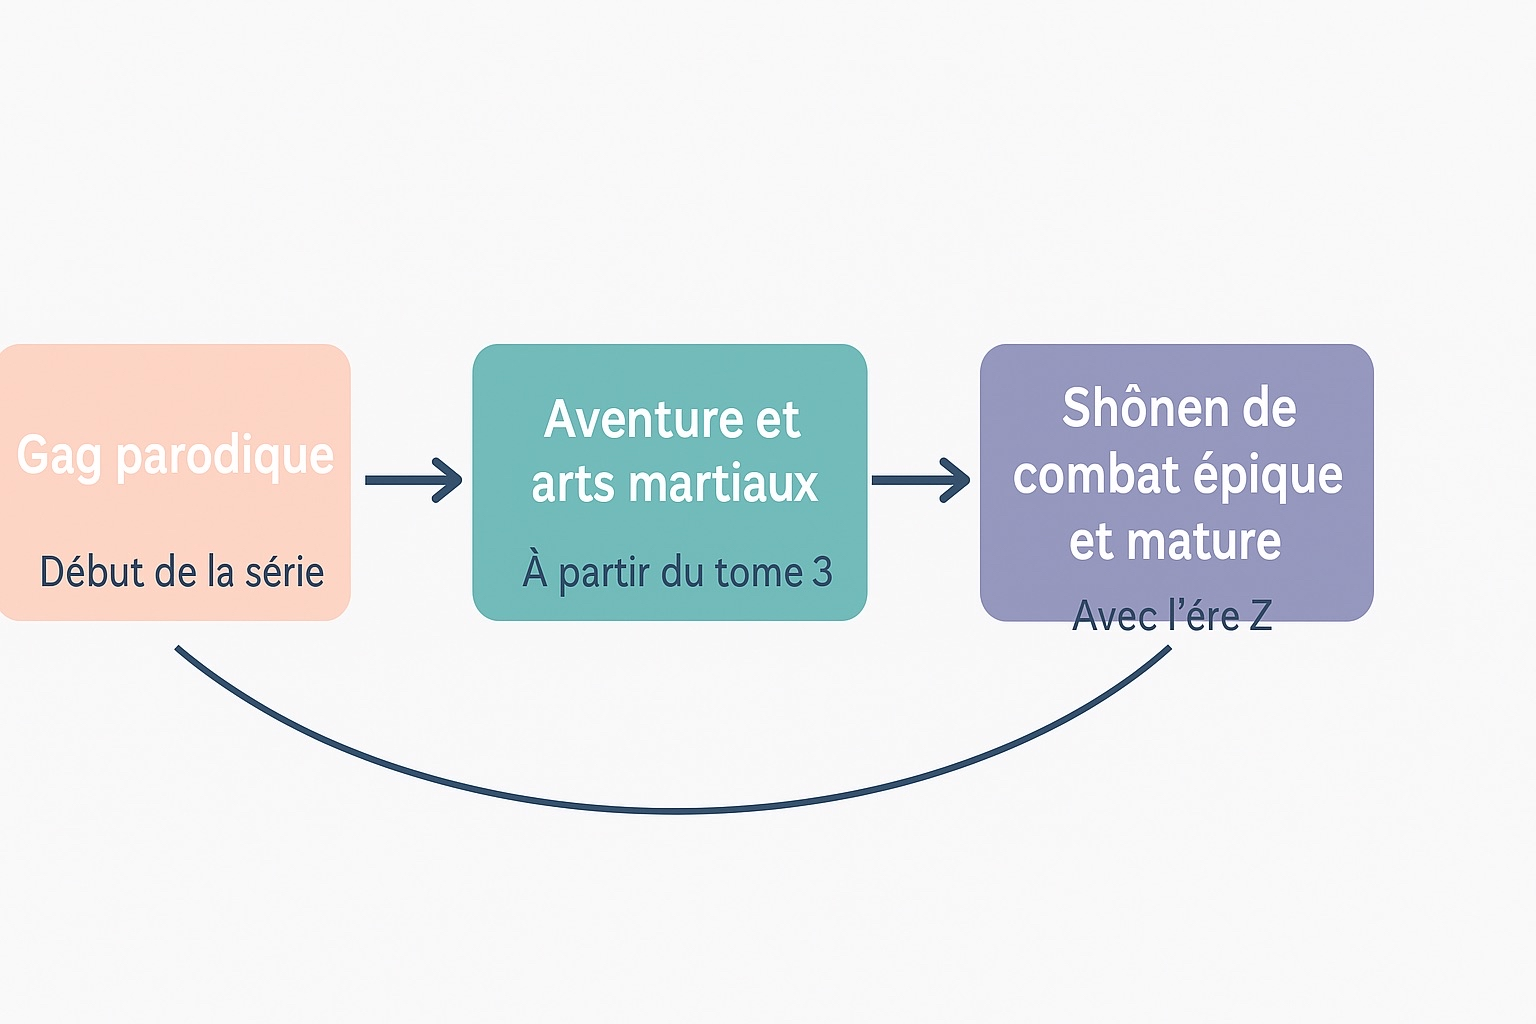 Gag parodique
Début de la série
Aventure et
arts martiaux
À partir du tome 3
Shônen de
combat épique
et mature
Avec l’ére Z